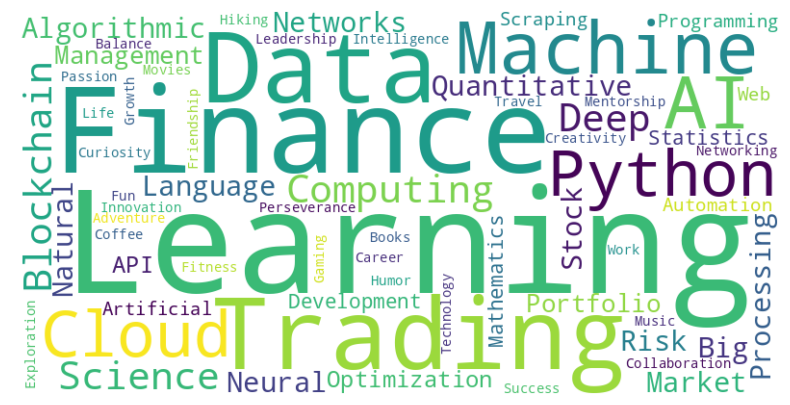 Algorithmic
Hiking
Networks
Scraping
Programming
Balance
Leadership
Intelligence
Management
Data
Machine
Passion
Movies
Quantitative
AI
Web
Blockchain
Growth
Finance
Travel
Mentorship
Life
Friendship
Deep
Creativity
Statistics
Curiosity
Networking
Python
Natural
Language
Computing
Fun
Innovation
Perseverance
Stock
Automation
Adventure
Learning
Coffee
Books
Mathematics
Processing
API
Fitness
Gaming
Career
Work
Humor
Technology
Artificial
Development
Portfolio
Exploration
Cloud
Trading
Music
Risk
Big
Collaboration
Science
Neural
Optimization
Success
Market